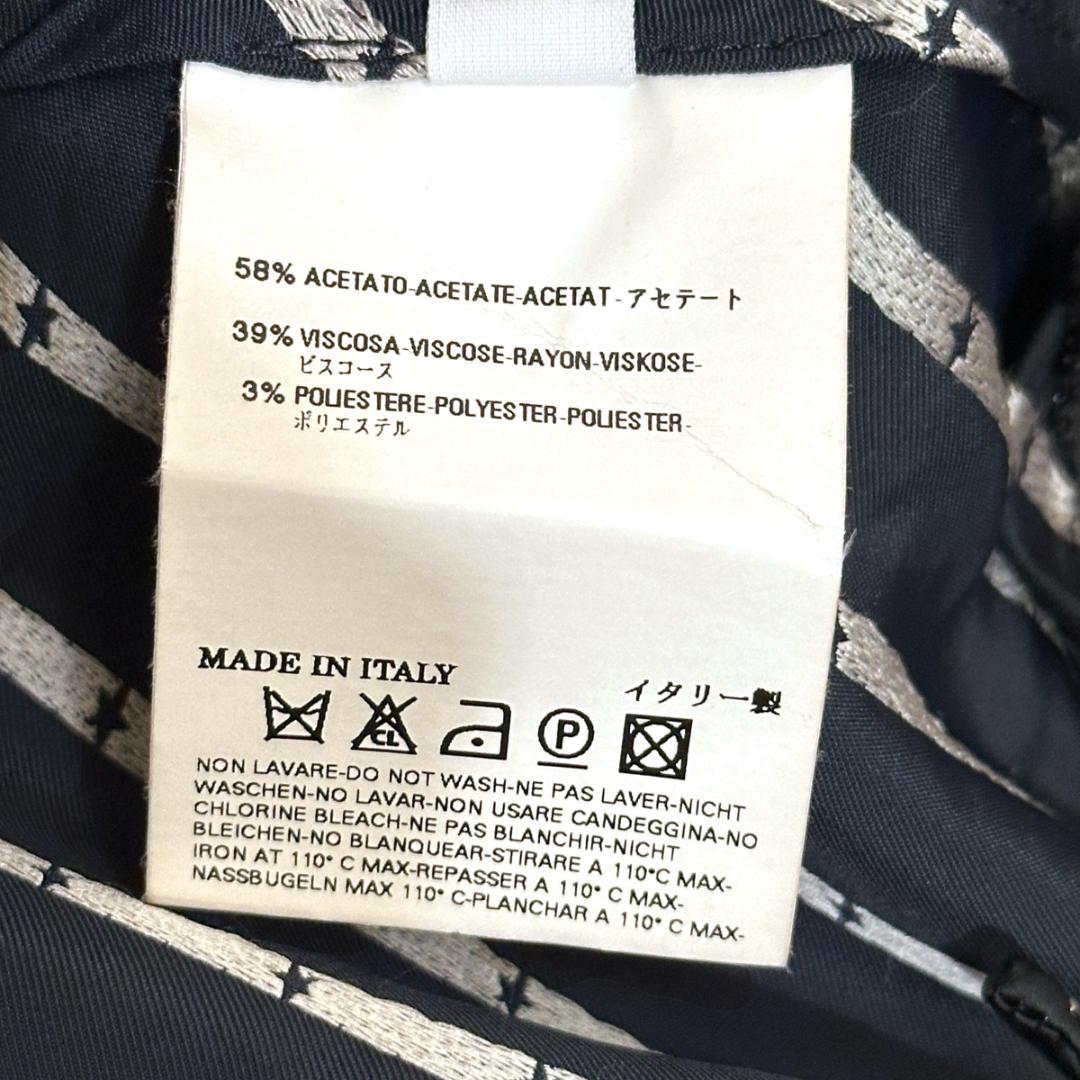 58% ACETATO-ACETATE-ACETAT-アセテート
39% VISCOSA-VISCOSE-RAYON-VISKOSE-
ビスコース
3% POLIESTERE-POLYESTER-POLIESTER-
ポリエステル
MADE IN ITALY
イタリー製
CL P
NON LAVARE-DO NOT WASH-NE PAS LAVER-NICHT
WASCHEN-NO LAVAR-NON USARE CANDEGGINA-NO
CHLORINE BLEACH-NE PAS BLANCHIR-NICHT
BLEICHEN-NO BLANQUEAR-STIRARE A 110°C MAX-
IRON AT 110° C MAX-REPASSER A 110° C MAX-
NASSBUGELN MAX 110° C-PLANCHAR A 110° C MAX-